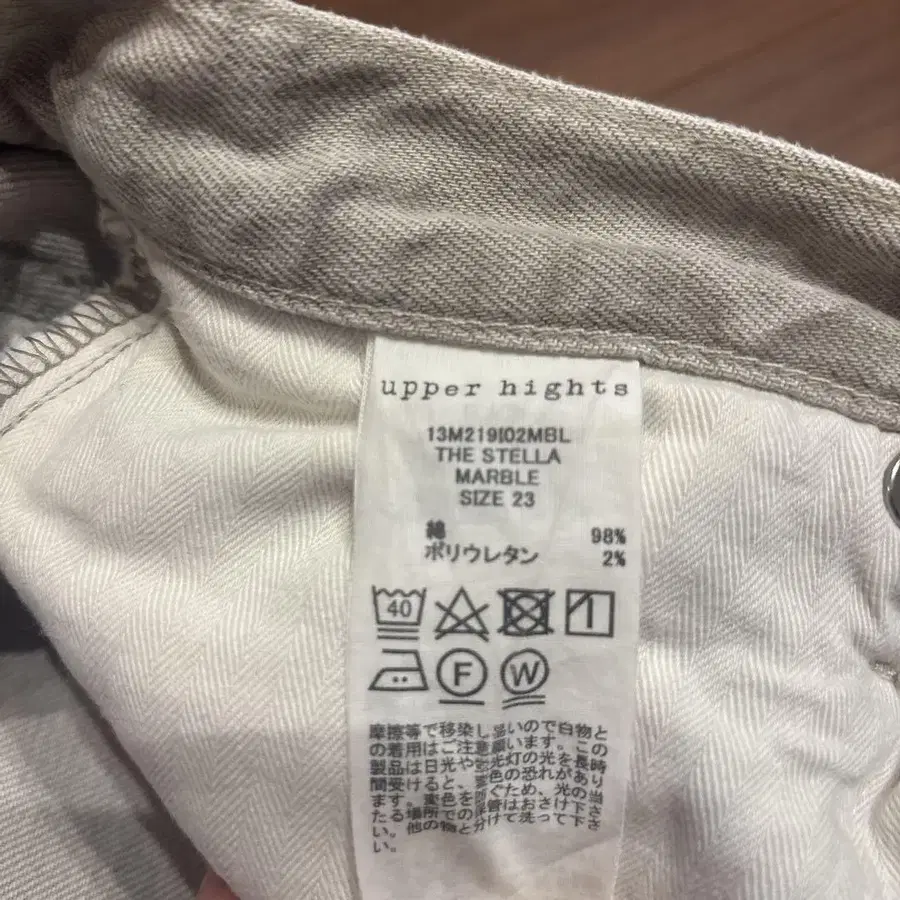 upper hights
13M219I02MBL
THE STELLA
MARBLE
SIZE 23
綿 98%
ポリウレタン 2%
40
F W
摩擦等で移染し易いので白物と
の着用はご注意願います。この
製品は日光や蛍光灯の光を長時
間受けると、変色の恐れがあり
ます。変色を防ぐため、光の当
たる場所での保管はおさけ下さ
い。他の物と分けて洗って下さ
い。